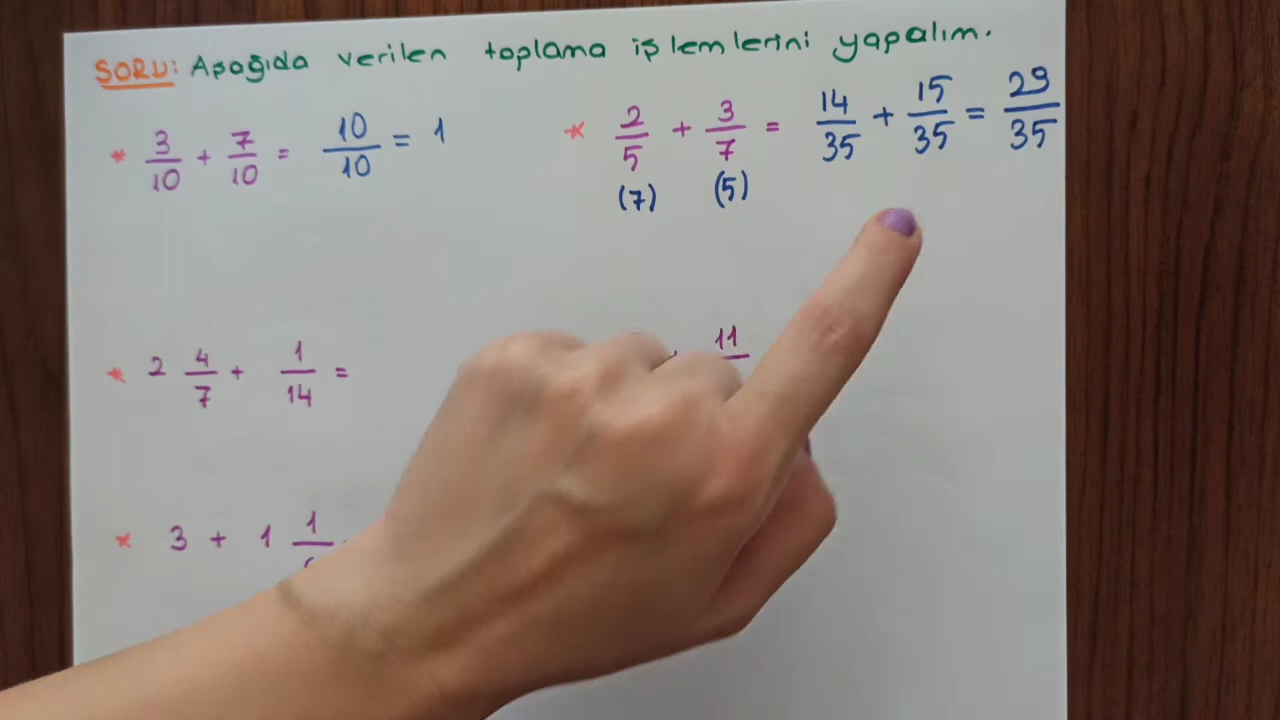 SORU: Aşağıda verilen toplama işlemlerini yapalım.
* 3/10 + 7/10 = 10/10 = 1
* 2/5 + 3/7 = 14/35 + 15/35 = 29/35
(7) (5)
* 2 4/7 + 1/14 =
11
* 3 + 1 1